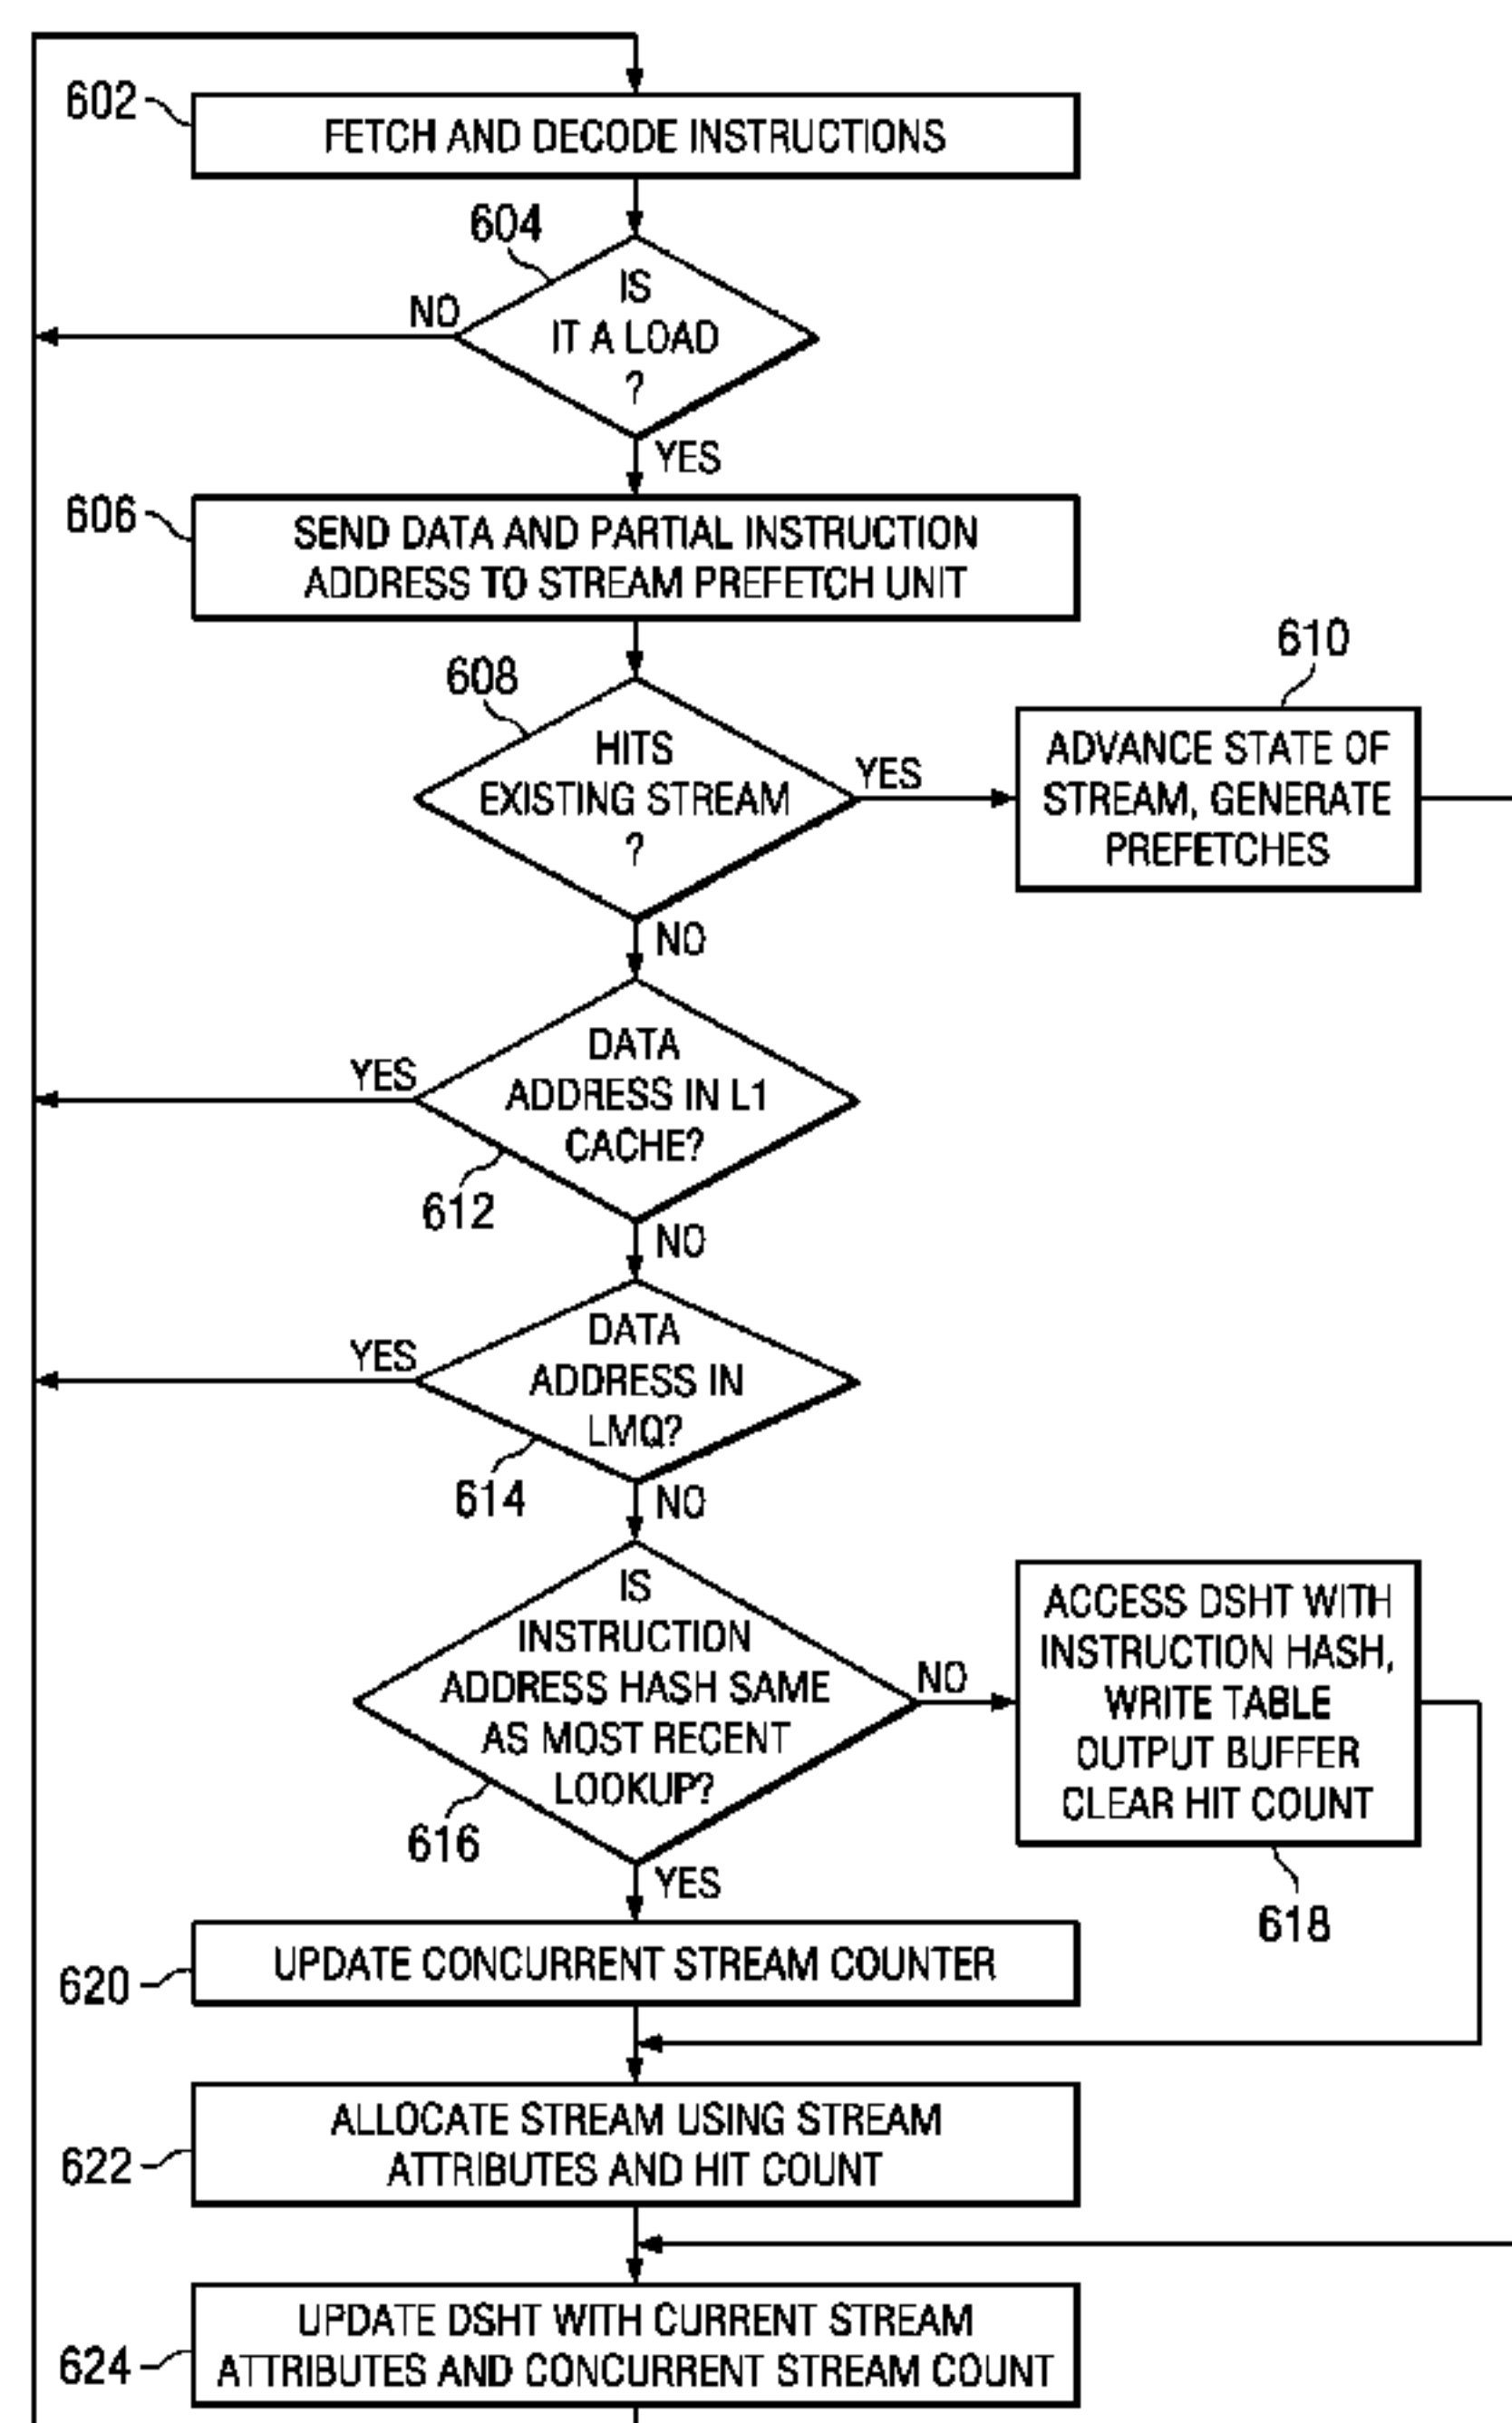 602
FETCH AND DECODE INSTRUCTIONS
604
IS
IT A LOAD
?
NO
YES
606
SEND DATA AND PARTIAL INSTRUCTION
ADDRESS TO STREAM PREFETCH UNIT
608
HITS
EXISTING STREAM
?
YES
NO
610
ADVANCE STATE OF
STREAM, GENERATE
PREFETCHES
DATA
ADDRESS IN L1
CACHE?
YES
612
NO
DATA
ADDRESS IN
LMQ?
YES
614
NO
IS
INSTRUCTION
ADDRESS HASH SAME
AS MOST RECENT
LOOKUP?
NO
616
YES
ACCESS DSHT WITH
INSTRUCTION HASH,
WRITE TABLE
OUTPUT BUFFER
CLEAR HIT COUNT
618
UPDATE CONCURRENT STREAM COUNTER
620
ALLOCATE STREAM USING STREAM
ATTRIBUTES AND HIT COUNT
622
UPDATE DSHT WITH CURRENT STREAM
ATTRIBUTES AND CONCURRENT STREAM COUNT
624